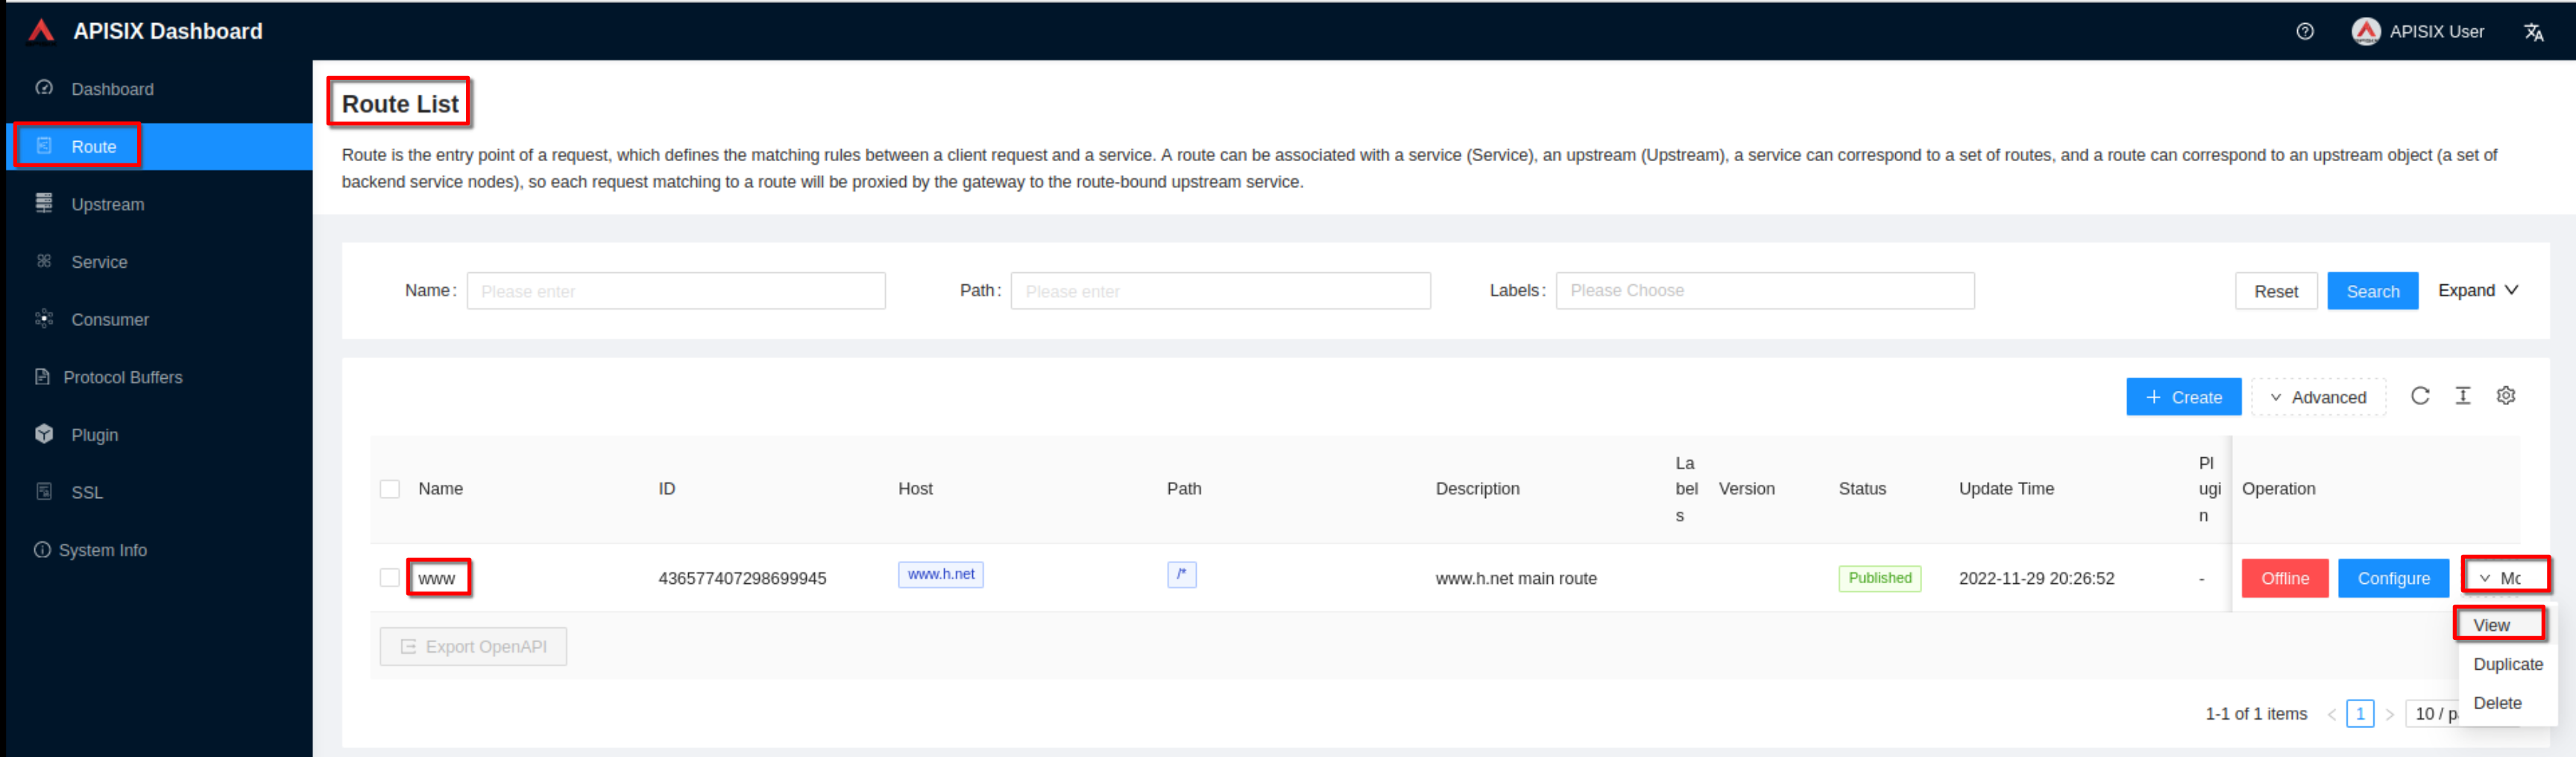 APISIX Dashboard
APISIX User
Dashboard
Route
Upstream
Service
Consumer
Protocol Buffers
Plugin
SSL
System Info
Route List
Route is the entry point of a request, which defines the matching rules between a client request and a service. A route can be associated with a service (Service), an upstream (Upstream), a service can correspond to a set of routes, and a route can correspond to an upstream object (a set of
backend service nodes), so each request matching to a route will be proxied by the gateway to the route-bound upstream service.
Name: Please enter Path: Please enter Labels: Please Choose Reset Search Expand
+ Create Advanced
Name ID Host Path Description La
bel
s Version Status Update Time Pl
ugi
n Operation
www 436577407298699945 www.h.net /* www.h.net main route Published 2022-11-29 20:26:52 - Offline Configure Mo
View
Duplicate
Delete
Export OpenAPI
1-1 of 1 items < 1 > 10 / p